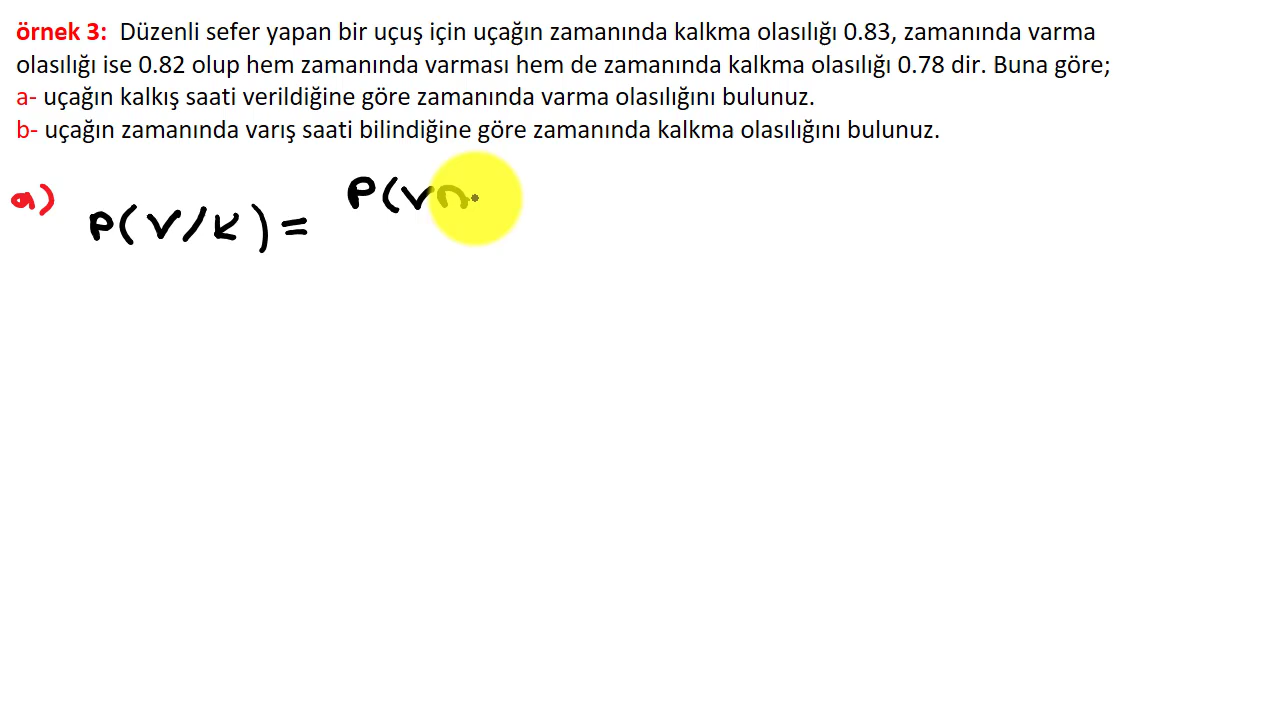 örnek 3: Düzenli sefer yapan bir uçuş için uçağın zamanında kalkma olasılığı 0.83, zamanında varma
olasılığı ise 0.82 olup hem zamanında varması hem de zamanında kalkma olasılığı 0.78 dir. Buna göre;
a- uçağın kalkış saati verildiğine göre zamanında varma olasılığını bulunuz.
b- uçağın zamanında varış saati bilindiğine göre zamanında kalkma olasılığını bulunuz.
a) P(V/K) = P(V∩